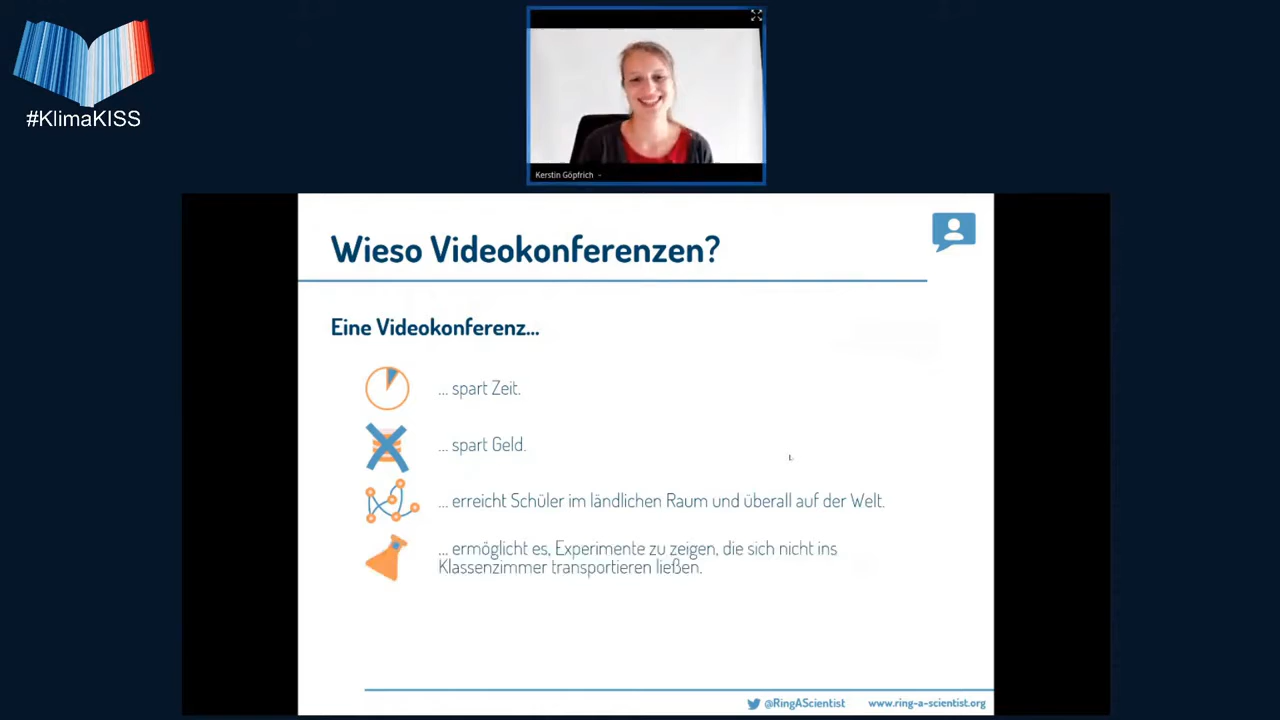 #KlimaKISS
Kerstin Göpfrich
Wieso Videokonferenzen?
Eine Videokonferenz...
... spart Zeit.
... spart Geld.
... erreicht Schüler im ländlichen Raum und überall auf der Welt.
... ermöglicht es, Experimente zu zeigen, die sich nicht ins
Klassenzimmer transportieren ließen.
@RingAScientist www.ring-a-scientist.org